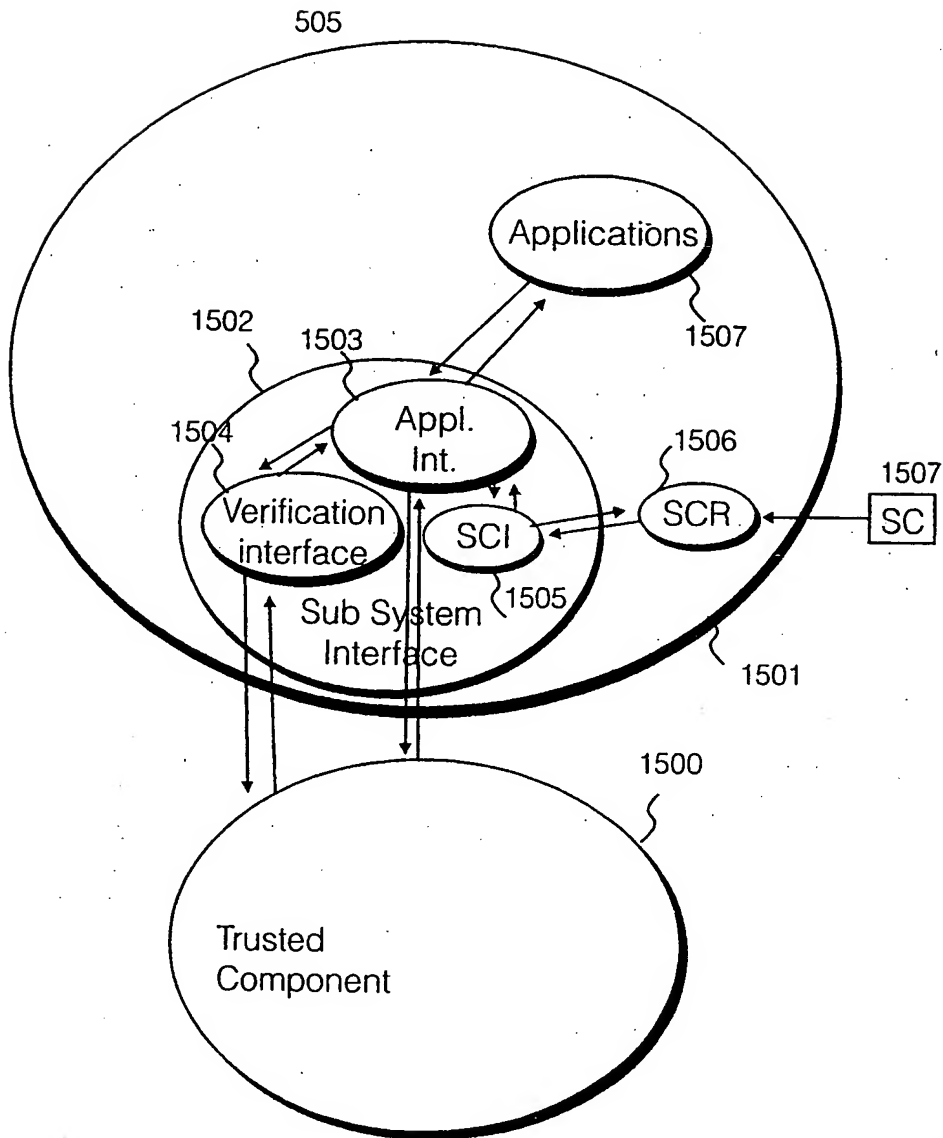 505
Applications
1507
1502
1503
Appl.
Int.
1504
1506
1507
Verification
interface
SCI
SCR
SC
1505
Sub System
Interface
1501
1500
Trusted
Component